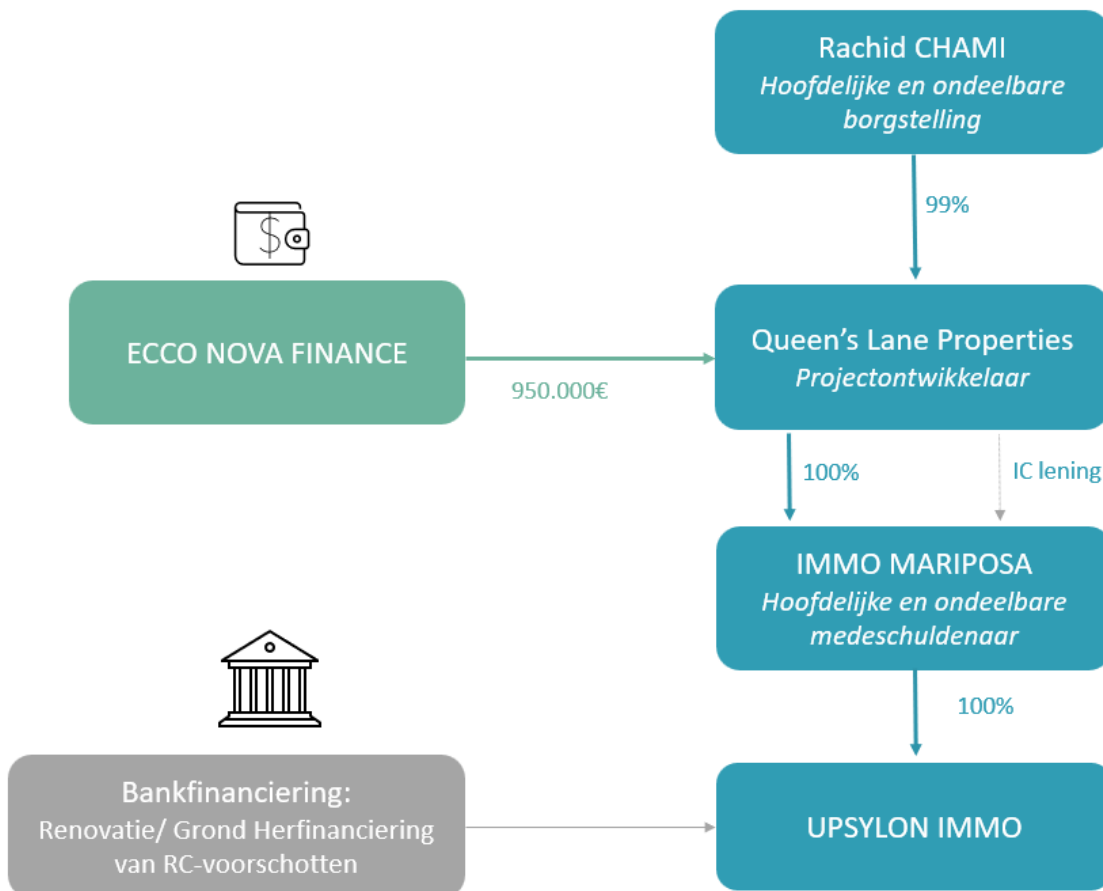 Rachid CHAMI
Hoofdelijke en ondeelbare
borgstelling
99%
$
ECCO NOVA FINANCE
950.000€
Queen’s Lane Properties
Projectontwikkelaar
100%
IC lening
IMMO MARIPOSA
Hoofdelijke en ondeelbare
medeschuldenaar
100%
Bankfinanciering:
Renovatie/ Grond Herfinanciering
van RC-voorschotten
UPSYLON IMMO